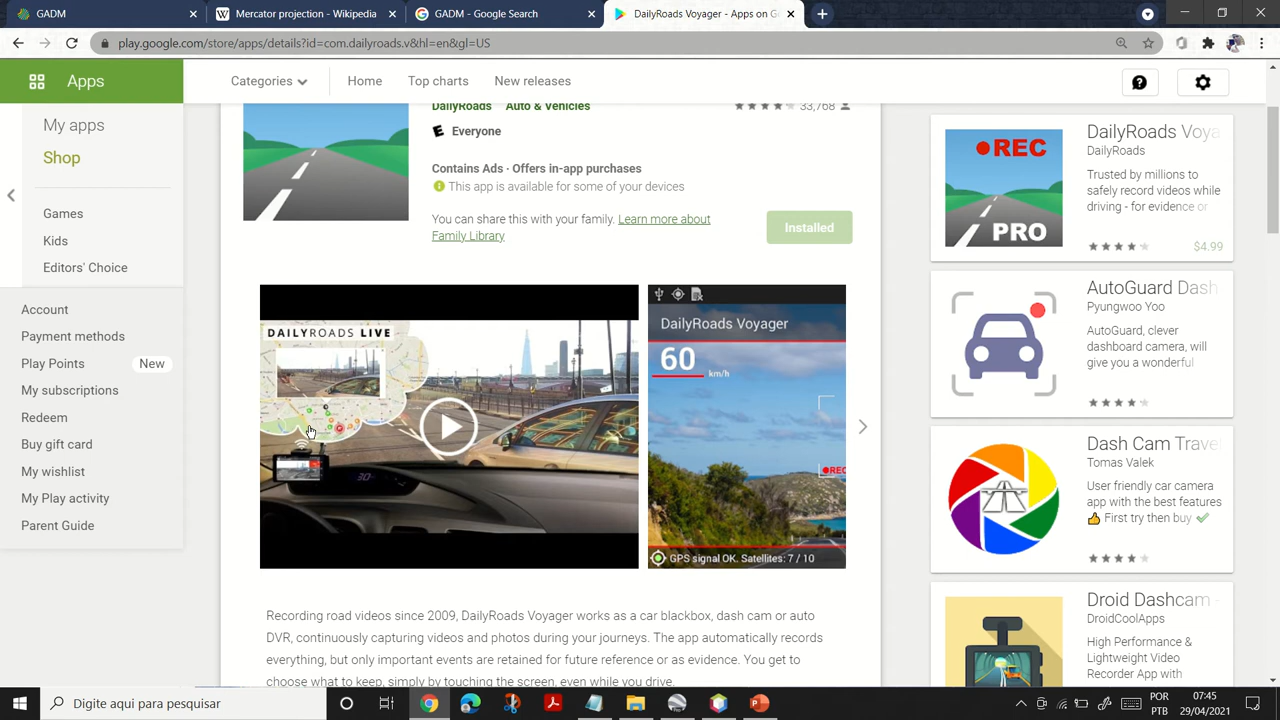 GADM
Mercator projection - Wikipedia
GADM - Google Search
DailyRoads Voyager - Apps on G
play.google.com/store/apps/details?id=com.dailyroads.v&hl=en&gl=US
Apps
Categories
Home
Top charts
New releases
My apps
Shop
Games
Kids
Editors' Choice
Account
Payment methods
Play Points
New
My subscriptions
Redeem
Buy gift card
My wishlist
My Play activity
Parent Guide
DailyRoads
Auto & Vehicles
33,768
Everyone
Contains Ads · Offers in-app purchases
This app is available for some of your devices
You can share this with your family. Learn more about
Family Library
Installed
DAILYROADS LIVE
DailyRoads Voyager
60
km/h
REC
GPS signal OK. Satellites: 7 / 10
Recording road videos since 2009, DailyRoads Voyager works as a car blackbox, dash cam or auto
DVR, continuously capturing videos and photos during your journeys. The app automatically records
everything, but only important events are retained for future reference or as evidence. You get to
choose what to keep, simply by touching the screen, even while you drive.
REC
PRO
DailyRoads Voya
DailyRoads
Trusted by millions to
safely record videos while
driving - for evidence or
$4.99
AutoGuard Dash
Pyungwoo Yoo
AutoGuard, clever
dashboard camera, will
give you a wonderful
Dash Cam Trave
Tomas Valek
User friendly car camera
app with the best features
👍 First try then buy ✔
Droid Dashcam -
DroidCoolApps
High Performance &
Lightweight Video
Recorder App with
Digite aqui para pesquisar
POR
PTB
07:45
29/04/2021